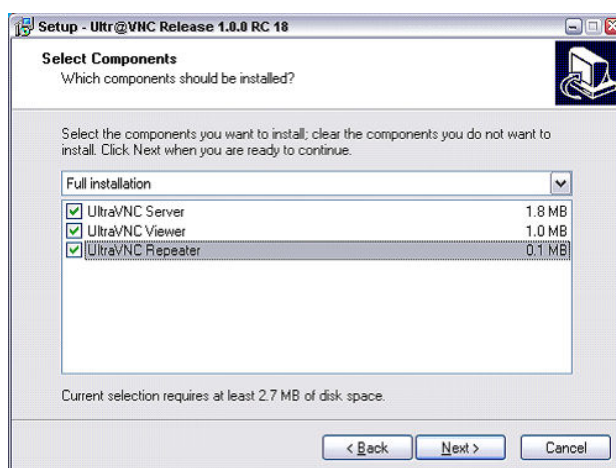 Setup - Ultr@VNC Release 1.0.0 RC 18
Select Components
Which components should be installed?
Select the components you want to install; clear the components you do not want to
install. Click Next when you are ready to continue.
Full installation
UltraVNC Server 1.8 MB
UltraVNC Viewer 1.0 MB
UltraVNC Repeater 0.1 MB
Current selection requires at least 2.7 MB of disk space.
< Back Next > Cancel